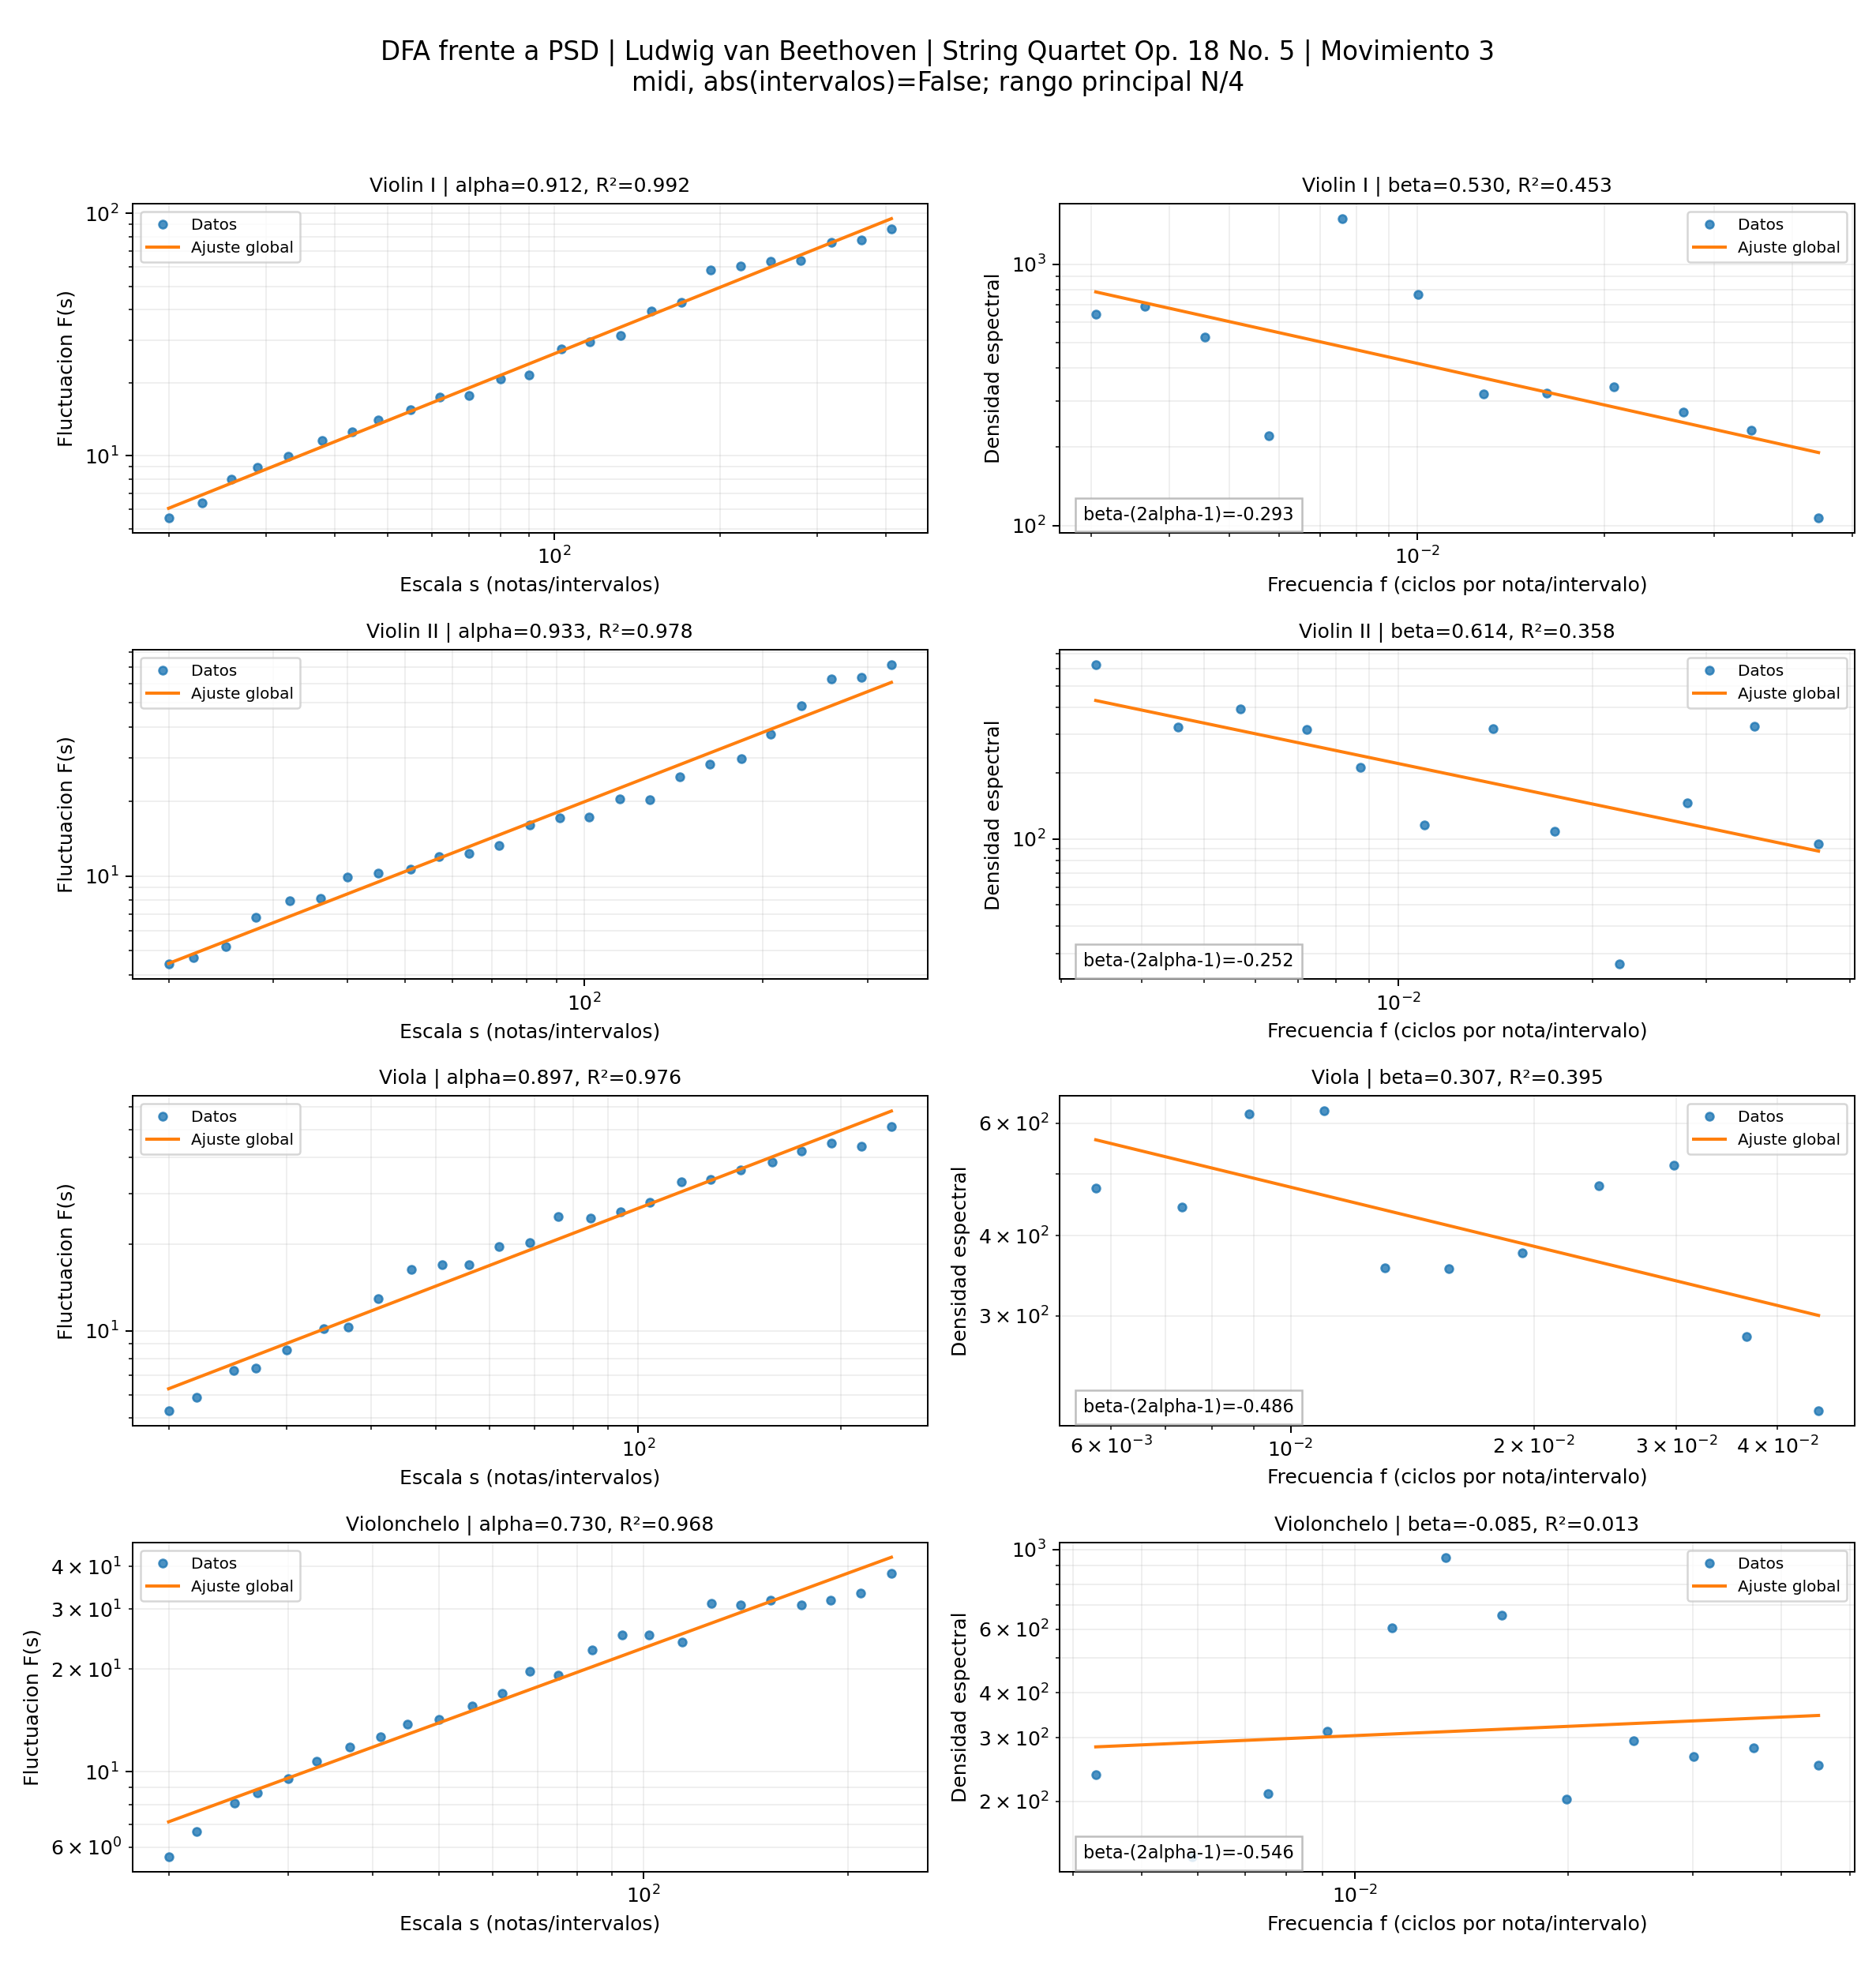 DFA frente a PSD | Ludwig van Beethoven | String Quartet Op. 18 No. 5 | Movimiento 3
midi, abs(intervalos)=False; rango principal N/4
Violin I | alpha=0.912, R²=0.992
Datos
Ajuste global
Fluctuacion F(s)
10²
10¹
10²
Escala s (notas/intervalos)
Violin I | beta=0.530, R²=0.453
Datos
Ajuste global
Densidad espectral
10³
10²
beta-(2alpha-1)=-0.293
10⁻²
Frecuencia f (ciclos por nota/intervalo)
Violin II | alpha=0.933, R²=0.978
Datos
Ajuste global
Fluctuacion F(s)
10¹
10²
Escala s (notas/intervalos)
Violin II | beta=0.614, R²=0.358
Datos
Ajuste global
Densidad espectral
10²
beta-(2alpha-1)=-0.252
10⁻²
Frecuencia f (ciclos por nota/intervalo)
Viola | alpha=0.897, R²=0.976
Datos
Ajuste global
Fluctuacion F(s)
10¹
10²
Escala s (notas/intervalos)
Viola | beta=0.307, R²=0.395
Datos
Ajuste global
Densidad espectral
6 × 10²
4 × 10²
3 × 10²
beta-(2alpha-1)=-0.486
6 × 10⁻³ 10⁻² 2 × 10⁻² 3 × 10⁻² 4 × 10⁻²
Frecuencia f (ciclos por nota/intervalo)
Violonchelo | alpha=0.730, R²=0.968
Datos
Ajuste global
Fluctuacion F(s)
4 × 10¹
3 × 10¹
2 × 10¹
10¹
6 × 10⁰
10²
Escala s (notas/intervalos)
Violonchelo | beta=-0.085, R²=0.013
Datos
Ajuste global
Densidad espectral
10³
6 × 10²
4 × 10²
3 × 10²
2 × 10²
beta-(2alpha-1)=-0.546
10⁻²
Frecuencia f (ciclos por nota/intervalo)